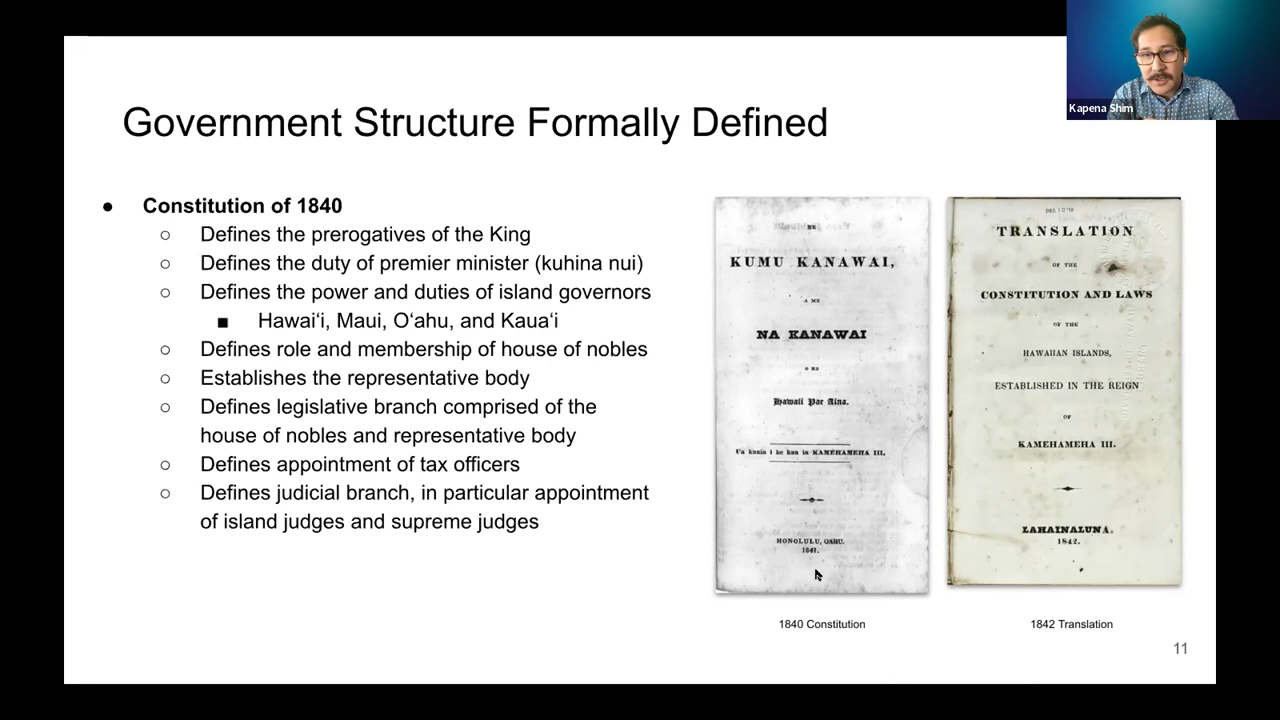 Kapena Shim
Government Structure Formally Defined
● Constitution of 1840
○ Defines the prerogatives of the King
○ Defines the duty of premier minister (kuhina nui)
○ Defines the power and duties of island governors
■ Hawaiʻi, Maui, Oʻahu, and Kauaʻi
○ Defines role and membership of house of nobles
○ Establishes the representative body
○ Defines legislative branch comprised of the
house of nobles and representative body
○ Defines appointment of tax officers
○ Defines judicial branch, in particular appointment
of island judges and supreme judges
KE
KUMU KANAWAI,
A ME
NA KANAWAI
O KO
Hawaii Pae Aina.
Ua kauia i ke kau ia KAMEHAMEHA III.
HONOLULU, OAHU.
1841.
1840 Constitution
TRANSLATION
OF THE
CONSTITUTION AND LAWS
OF THE
HAWAIIAN ISLANDS,
ESTABLISHED IN THE REIGN
OF
KAMEHAMEHA III.
LAHAINALUNA.
1842.
1842 Translation
11